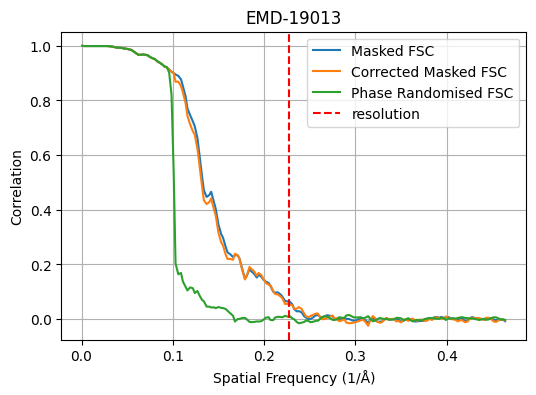 EMD-19013
Masked FSC
Corrected Masked FSC
Phase Randomised FSC
resolution
Correlation
1.0
0.8
0.6
0.4
0.2
0.0
0.0 0.1 0.2 0.3 0.4
Spatial Frequency (1/Å)